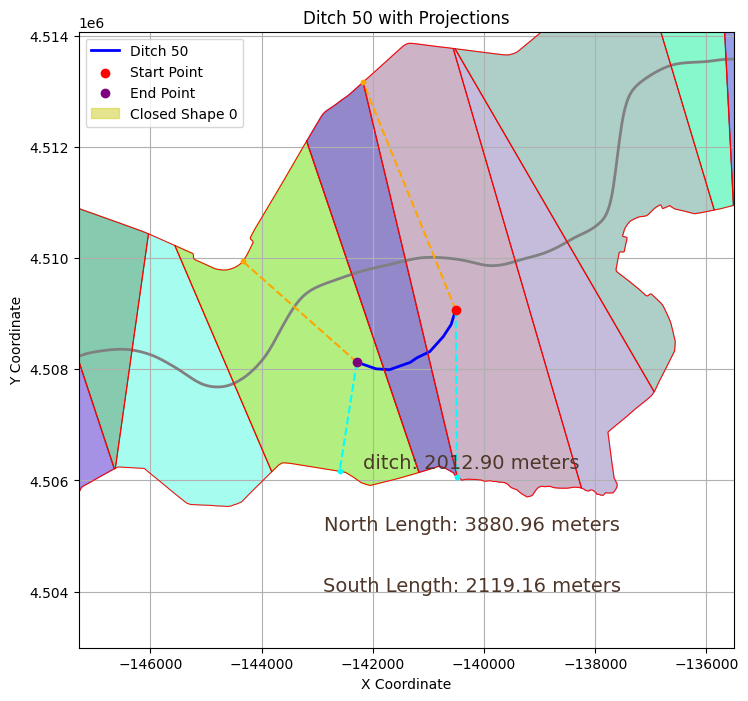 Ditch 50 with Projections
1e6
Ditch 50
Start Point
End Point
Closed Shape 0
4.514
4.512
4.510
4.508
4.506
4.504
Y Coordinate
ditch: 2012.90 meters
North Length: 3880.96 meters
South Length: 2119.16 meters
−146000 −144000 −142000 −140000 −138000 −136000
X Coordinate